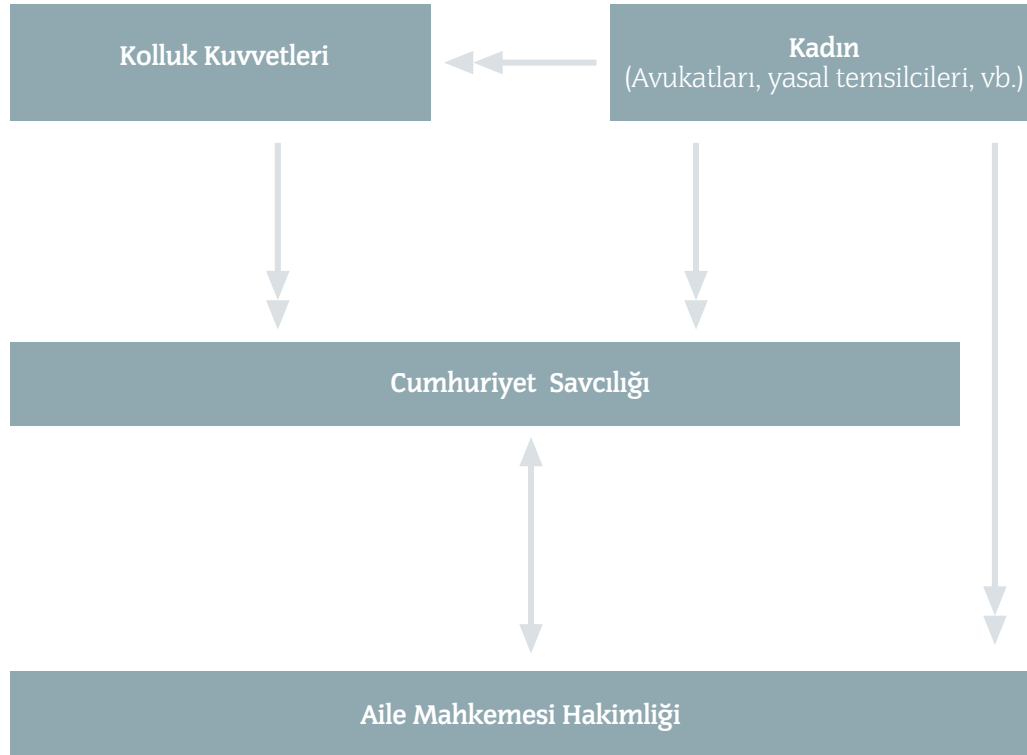 Kolluk Kuvvetleri
Kadın
(Avukatları, yasal temsilcileri, vb.)
Cumhuriyet Savcılığı
Aile Mahkemesi Hakimliği